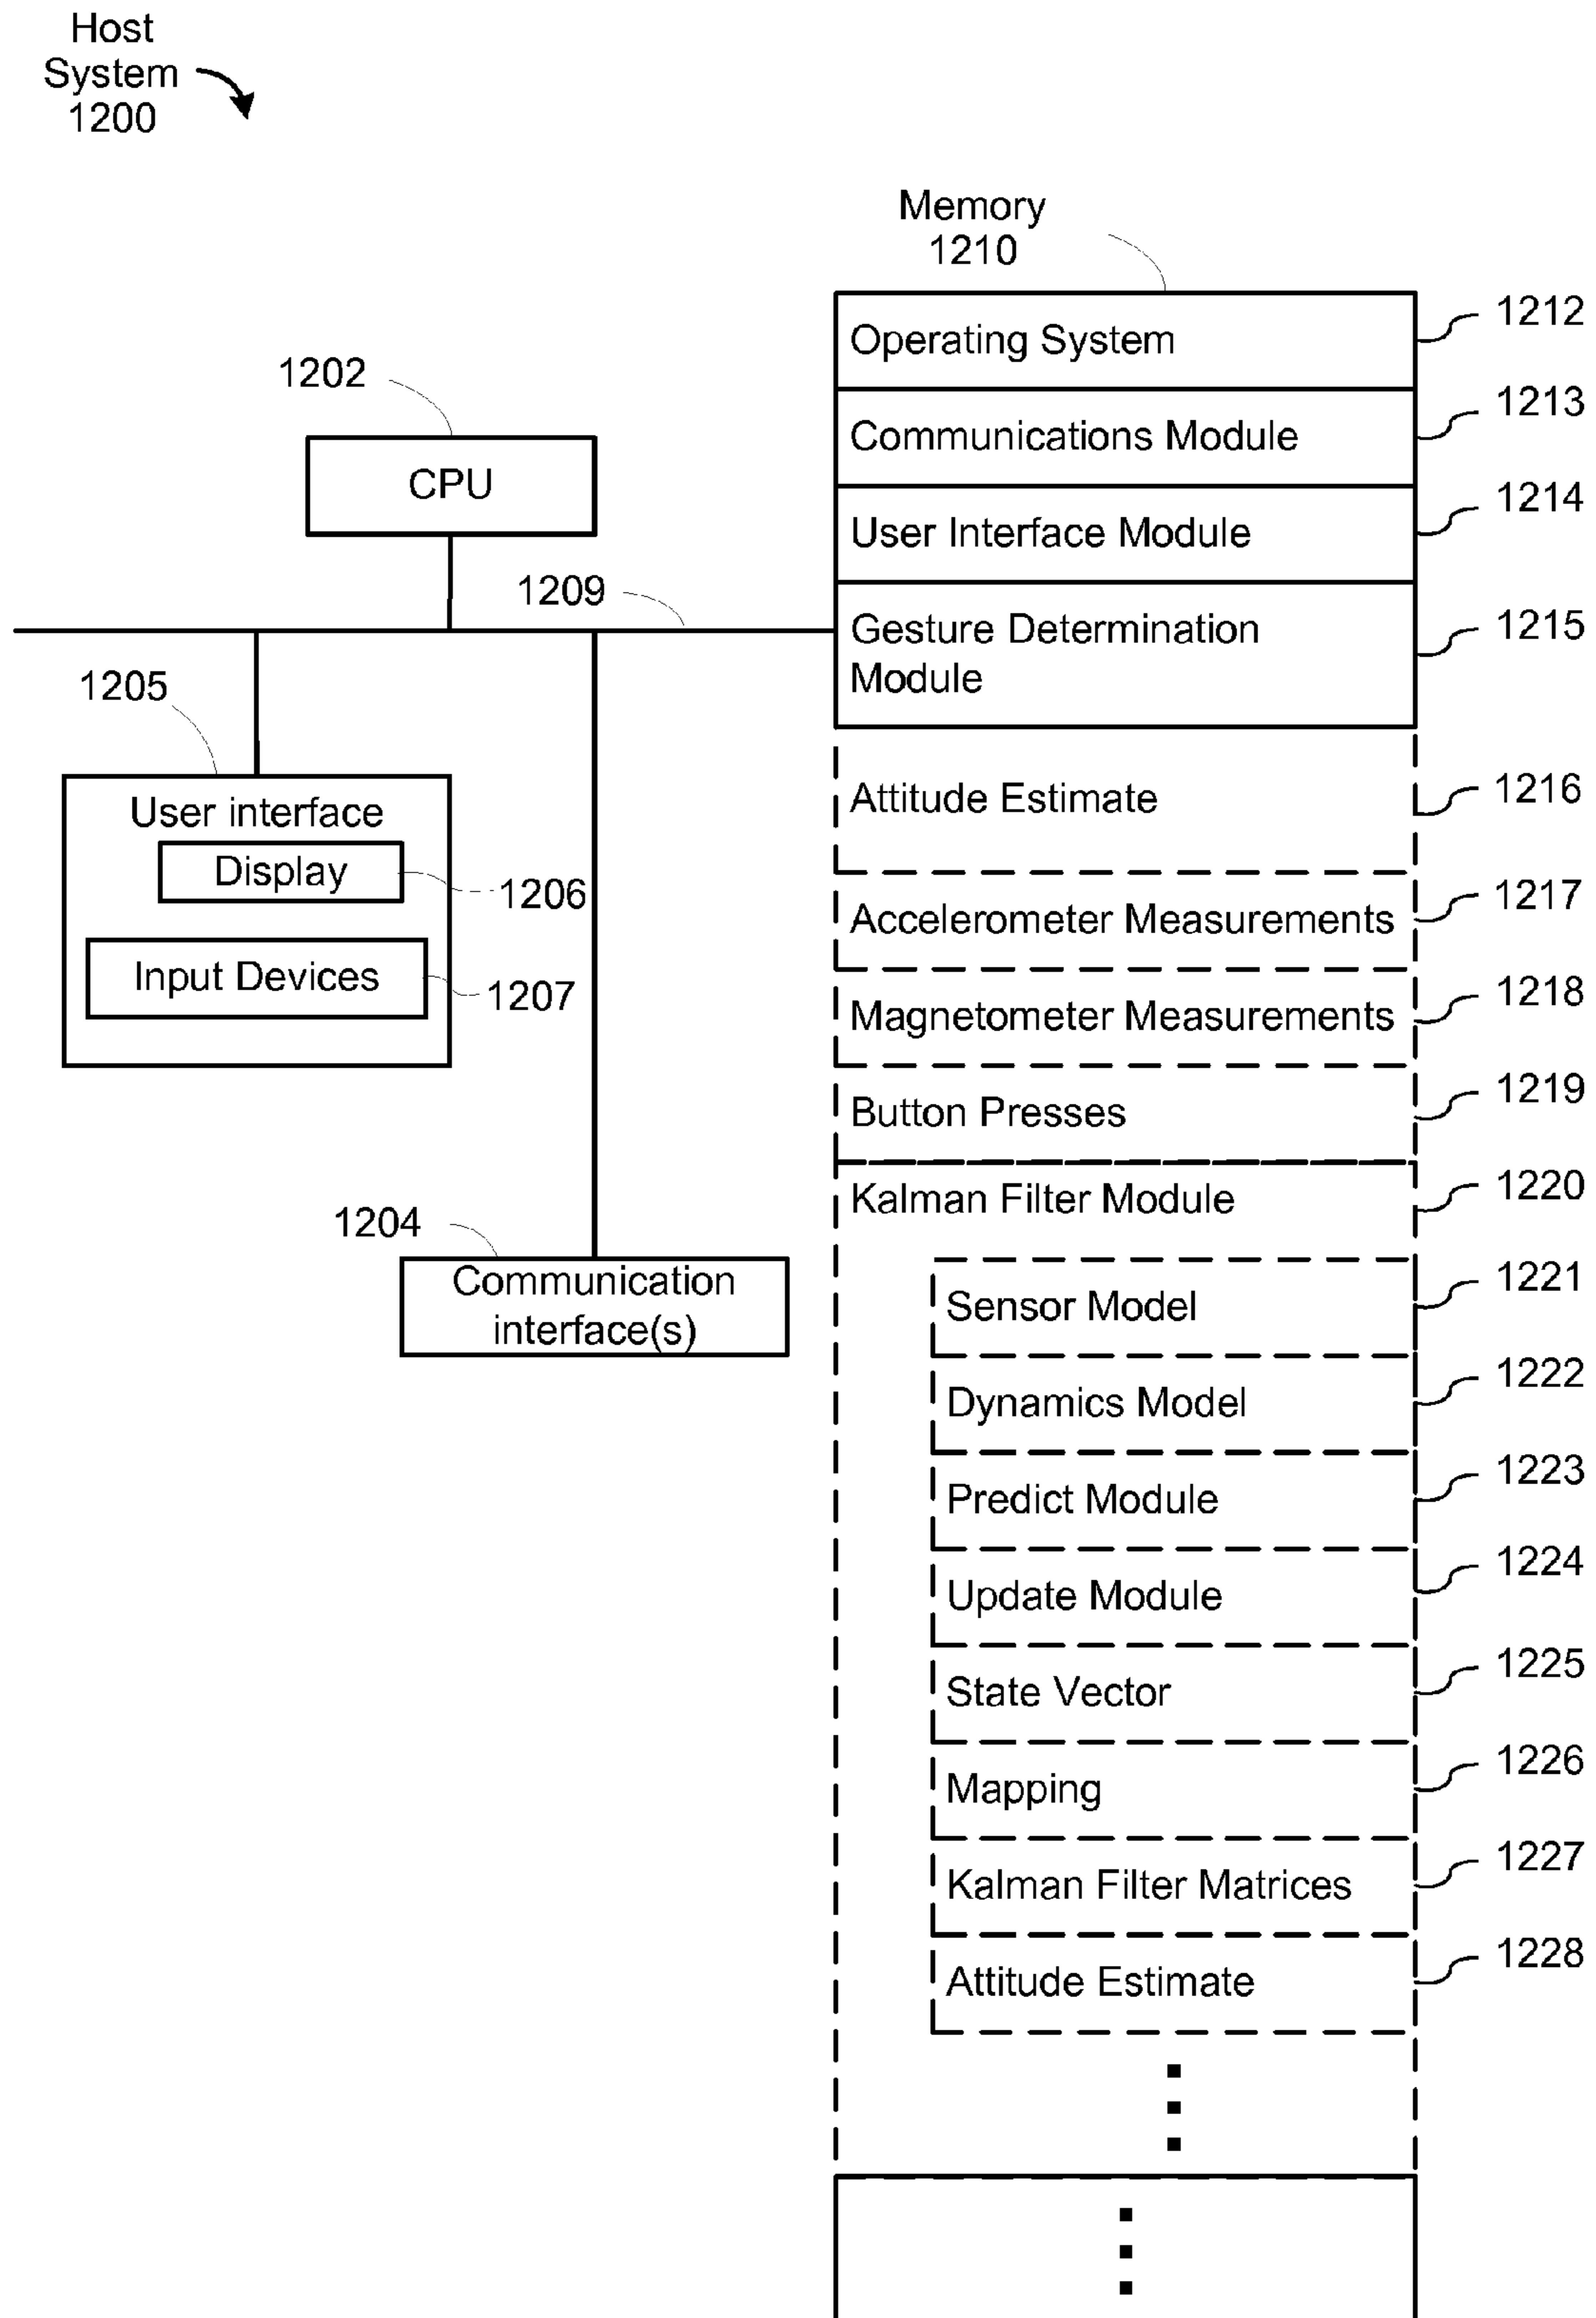 Host
System
1200
Memory
1210
Operating System
1212
Communications Module
1213
User Interface Module
1214
Gesture Determination
Module
1215
1202
CPU
1209
1205
User interface
Display
1206
Input Devices
1207
1204
Communication
interface(s)
Attitude Estimate
1216
Accelerometer Measurements
1217
Magnetometer Measurements
1218
Button Presses
1219
Kalman Filter Module
1220
Sensor Model
1221
Dynamics Model
1222
Predict Module
1223
Update Module
1224
State Vector
1225
Mapping
1226
Kalman Filter Matrices
1227
Attitude Estimate
1228